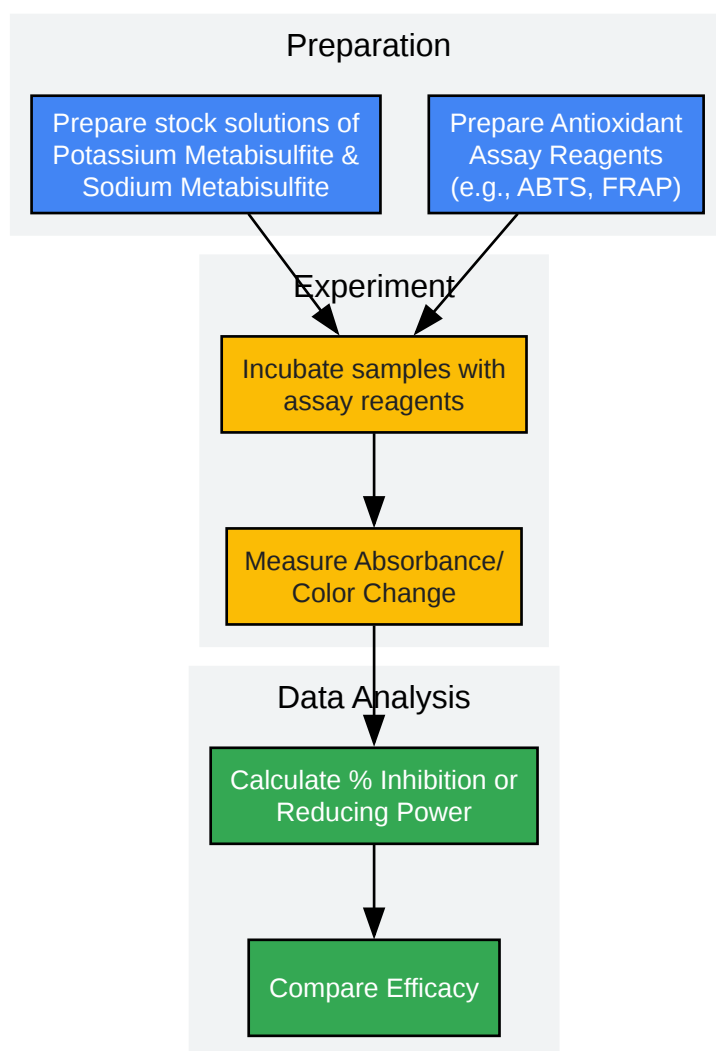 Preparation
Prepare stock solutions of
Potassium Metabisulfite &
Sodium Metabisulfite
Prepare Antioxidant
Assay Reagents
(e.g., ABTS, FRAP)
Experiment
Incubate samples with
assay reagents
Measure Absorbance/
Color Change
Data Analysis
Calculate % Inhibition or
Reducing Power
Compare Efficacy